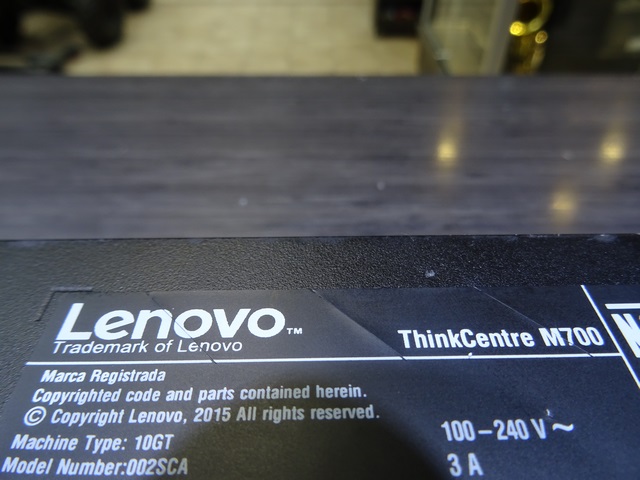 Lenovo™
Trademark of Lenovo
ThinkCentre M700
Marca Registrada
Copyrighted code and parts contained herein.
© Copyright Lenovo, 2015 All rights reserved.
Machine Type: 10GT
Model Number:002SCA
100-240 V ~
3 A